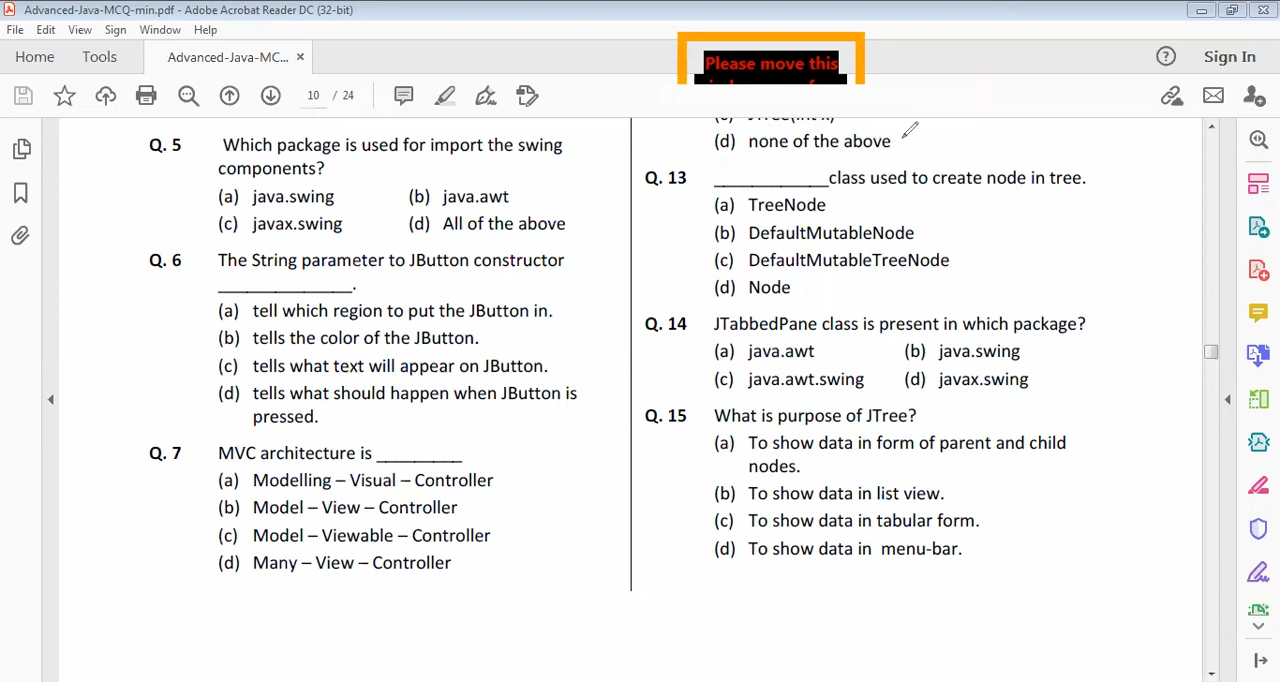 Advanced-Java-MCQ-min.pdf - Adobe Acrobat Reader DC (32-bit)
File Edit View Sign Window Help
Home Tools Advanced-Java-MC... ×
Please move this
? Sign In
10 / 24
Q. 5 Which package is used for import the swing
components?
(a) java.swing (b) java.awt
(c) javax.swing (d) All of the above
Q. 6 The String parameter to JButton constructor
_______________.
(a) tell which region to put the JButton in.
(b) tells the color of the JButton.
(c) tells what text will appear on JButton.
(d) tells what should happen when JButton is
pressed.
Q. 7 MVC architecture is _________
(a) Modelling – Visual – Controller
(b) Model – View – Controller
(c) Model – Viewable – Controller
(d) Many – View – Controller
(d) none of the above
Q. 13 ____________class used to create node in tree.
(a) TreeNode
(b) DefaultMutableNode
(c) DefaultMutableTreeNode
(d) Node
Q. 14 JTabbedPane class is present in which package?
(a) java.awt (b) java.swing
(c) java.awt.swing (d) javax.swing
Q. 15 What is purpose of JTree?
(a) To show data in form of parent and child
nodes.
(b) To show data in list view.
(c) To show data in tabular form.
(d) To show data in menu-bar.